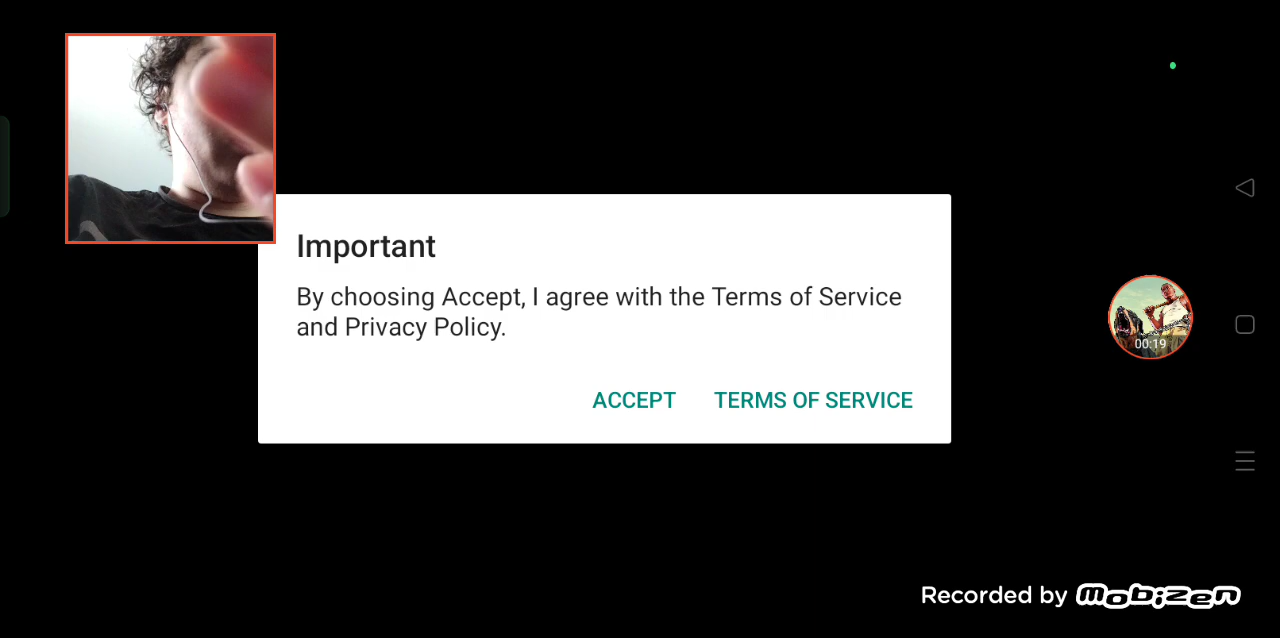 Important
By choosing Accept, I agree with the Terms of Service
and Privacy Policy.
ACCEPT TERMS OF SERVICE
00:19
Recorded by mobizen